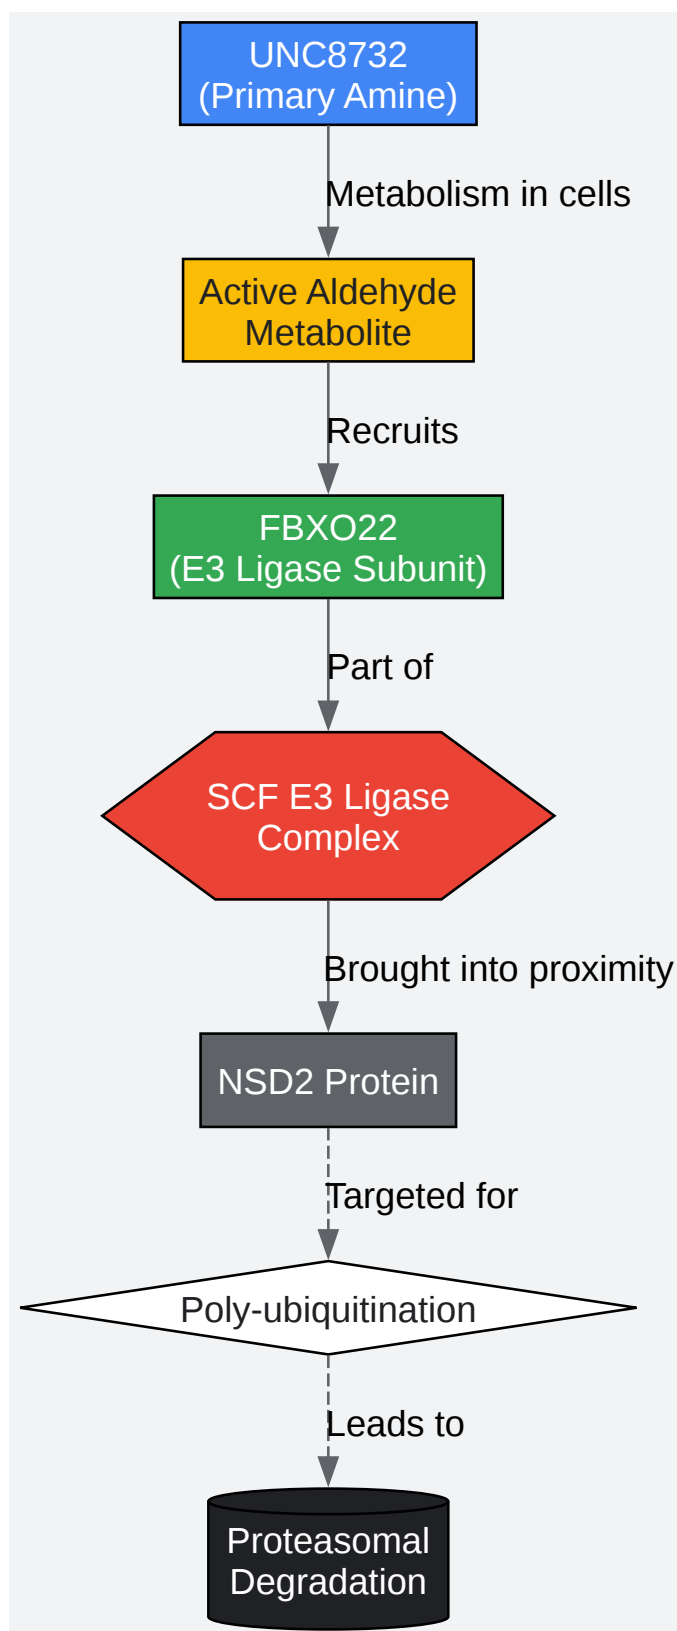 UNC8732
(Primary Amine)
Metabolism in cells
Active Aldehyde
Metabolite
Recruits
FBXO22
(E3 Ligase Subunit)
Part of
SCF E3 Ligase
Complex
Brought into proximity
NSD2 Protein
Targeted for
Poly-ubiquitination
Leads to
Proteasomal
Degradation